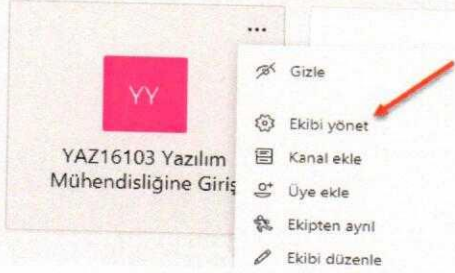 ...
YY
YAZ16103 Yazılım
Mühendisliğine Giriş
Gizle
Ekibi yönet
Kanal ekle
Üye ekle
Ekipten ayrıl
Ekibi düzenle